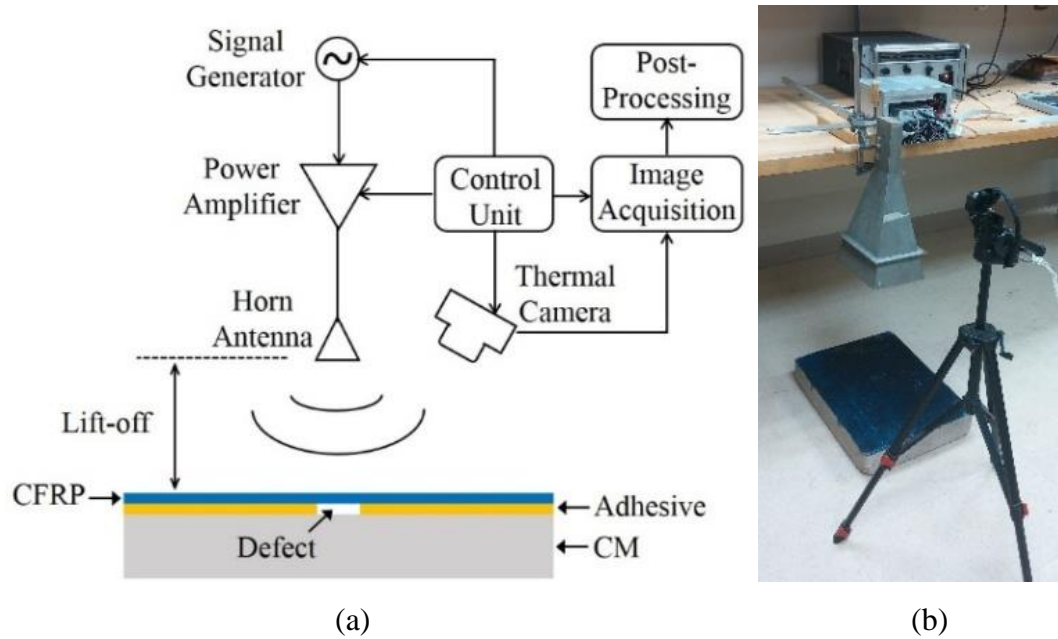 Signal
Generator
Post-
Processing
Power
Amplifier
Control
Unit
Image
Acquisition
Thermal
Camera
Horn
Antenna
Lift-off
CFRP
Adhesive
Defect
CM
(a)
(b)